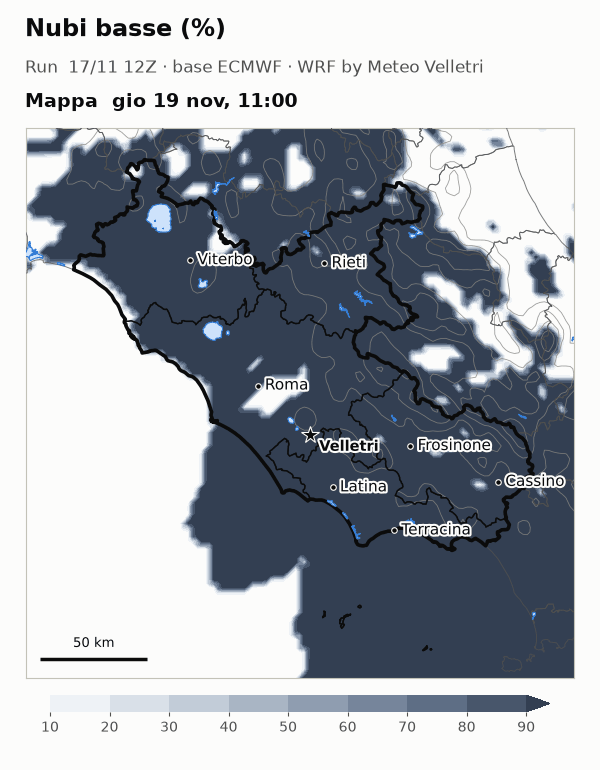 Nubi basse (%)
Run  17/11 12Z · base ECMWF · WRF by Meteo Velletri
Mappa  gio 19 nov, 11:00
Viterbo
Rieti
Roma
Velletri
Frosinone
Cassino
Latina
Terracina
50 km
10 20 30 40 50 60 70 80 90